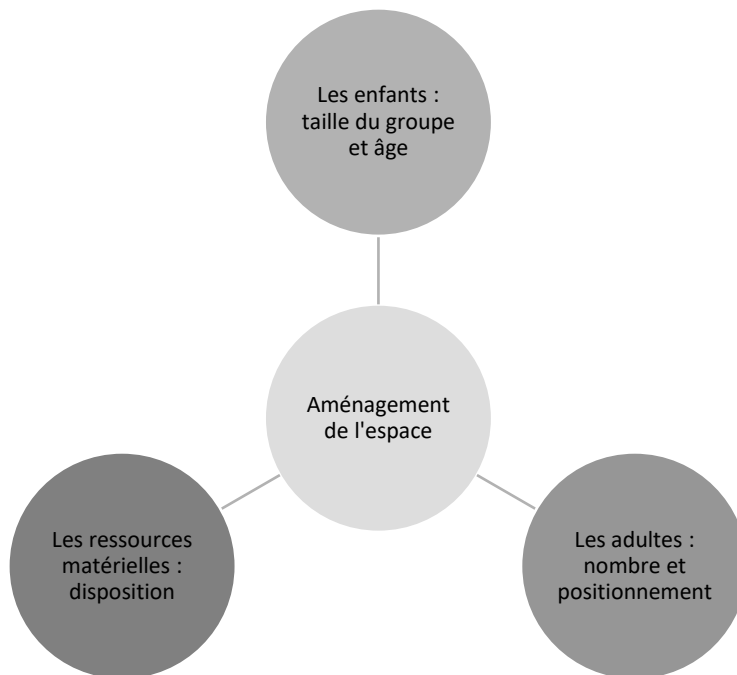 Les enfants :
taille du groupe
et âge
Aménagement
de l'espace
Les ressources
matérielles :
disposition
Les adultes :
nombre et
positionnement